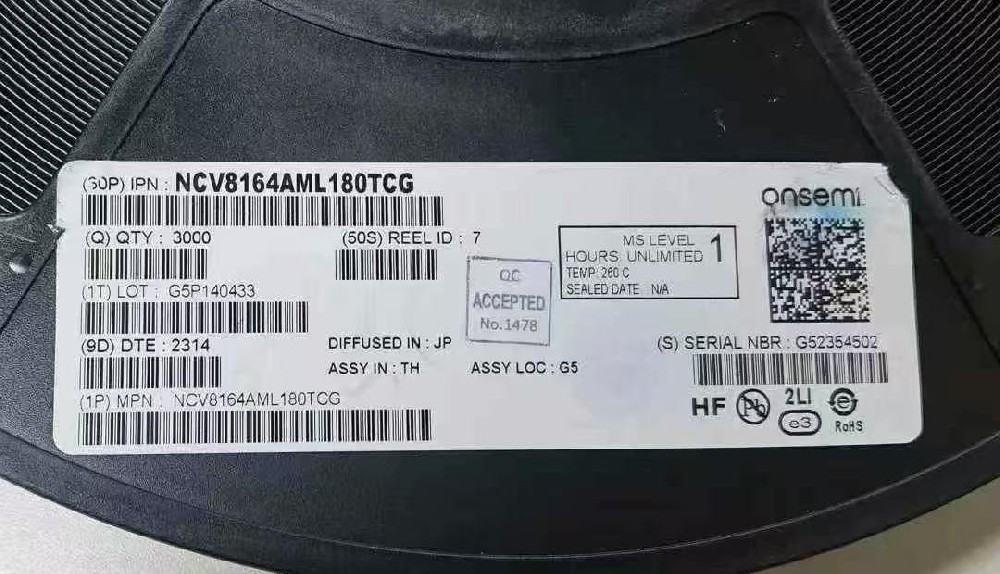 (30P) IPN : NCV8164AML180TCG
onsemi
(Q) QTY : 3000
(50S) REEL ID : 7
MS LEVEL 1
HOURS: UNLIMITED
TEMP: 260 C
SEALED DATE N/A
QC
ACCEPTED
No.1478
(1T) LOT : G5P140433
(9D) DTE : 2314
DIFFUSED IN : JP
(S) SERIAL NBR : G52354502
ASSY IN : TH
ASSY LOC : G5
(1P) MPN : NCV8164AML180TCG
HF
Pb
2LI
e3
e
RoHS